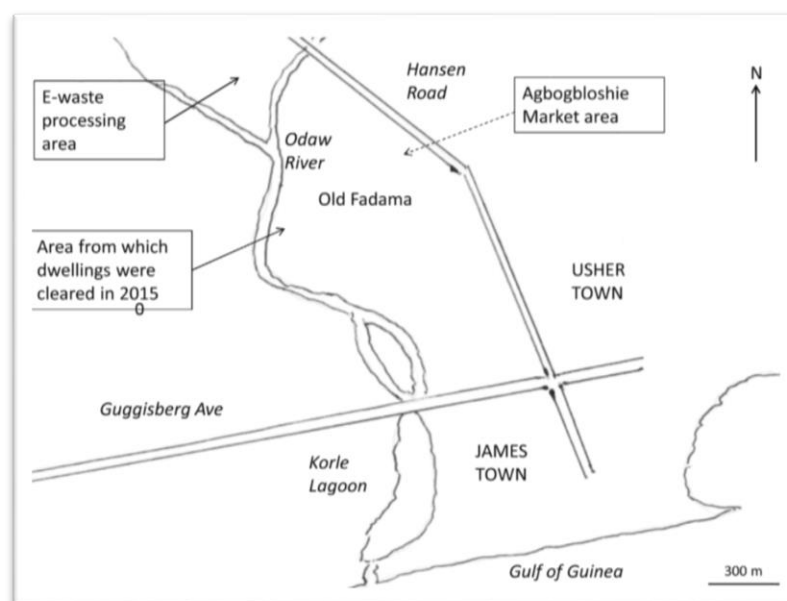 Hansen
Road
N
E-waste
processing
area
Agbogbloshie
Market area
Odaw
River
Old Fadama
Area from which
dwellings were
cleared in 2015
0
USHER
TOWN
Guggisberg Ave
JAMES
TOWN
Korle
Lagoon
Gulf of Guinea
300 m